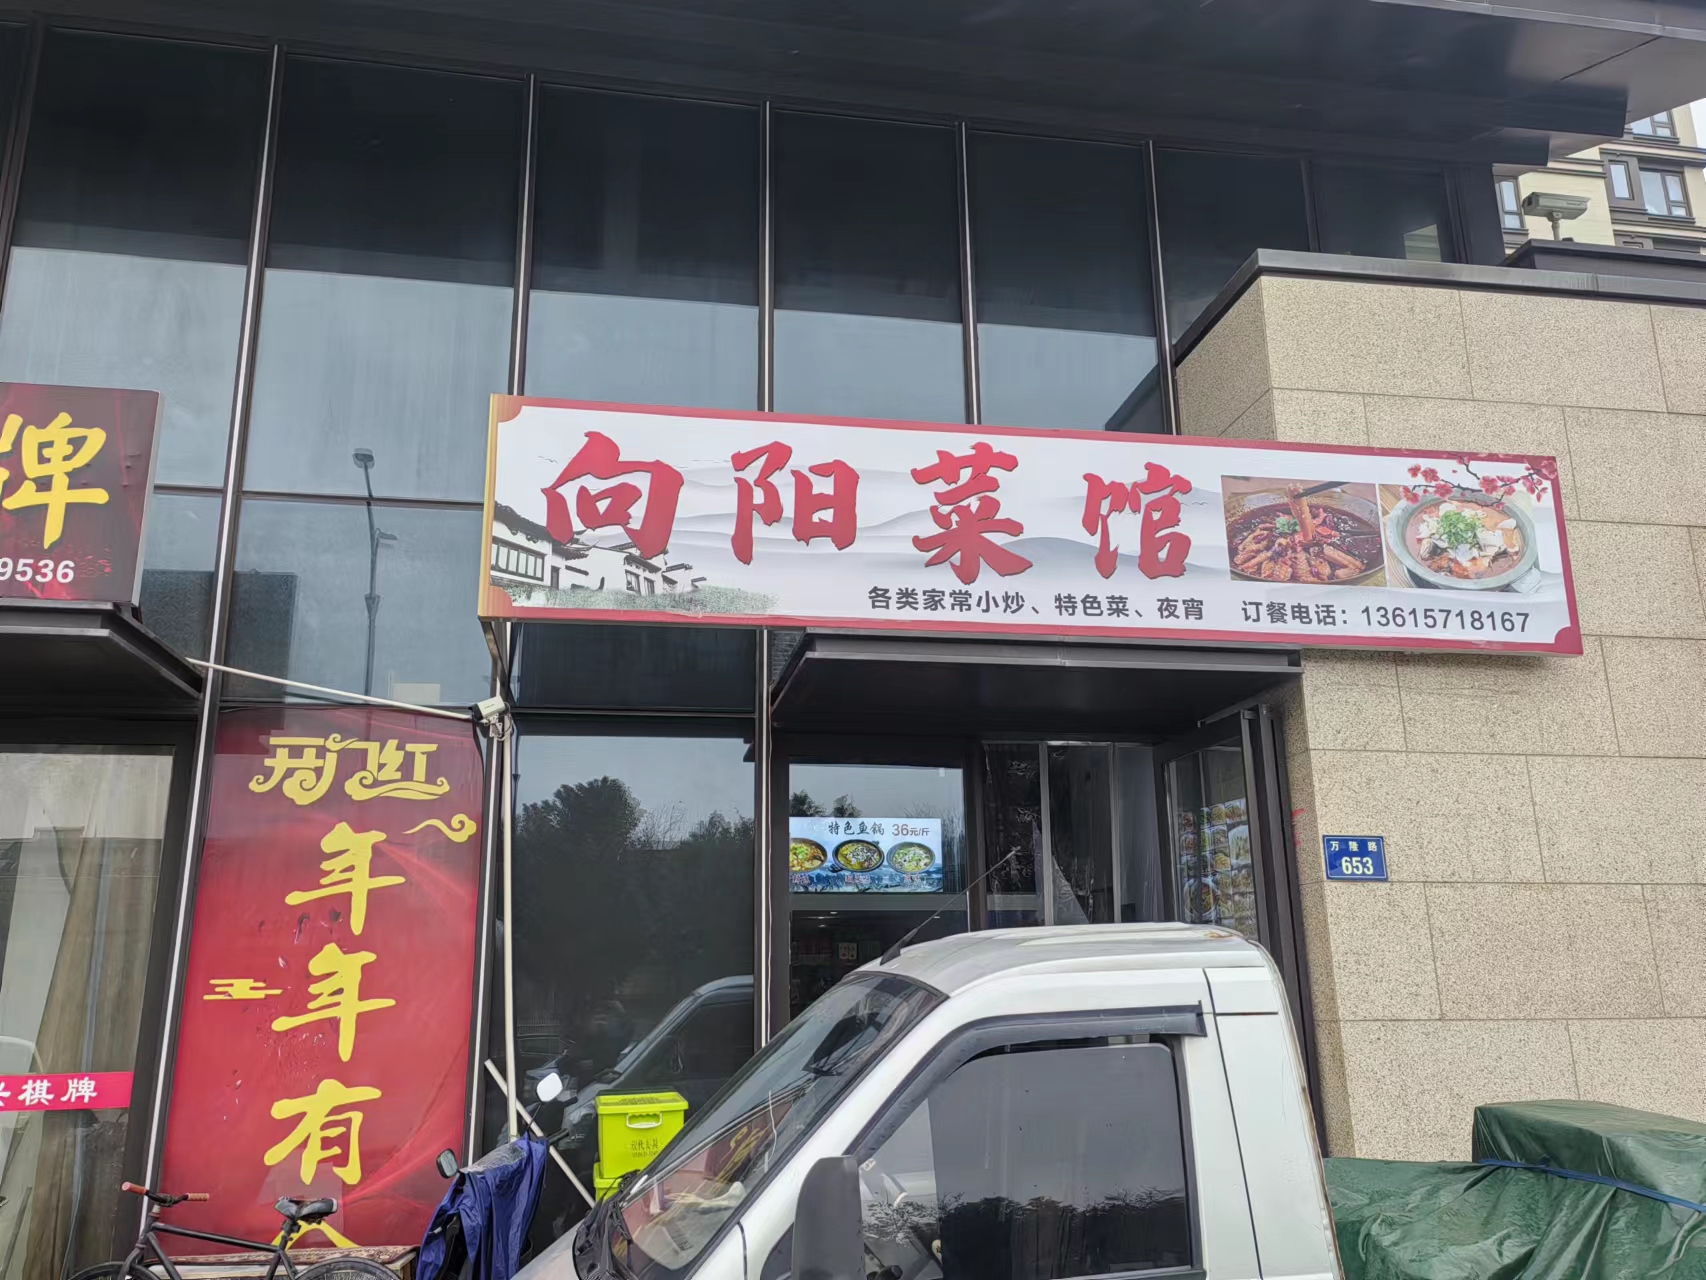 向阳菜馆
各类家常小炒、特色菜、夜宵 订餐电话：13615718167
牌
9536
开门红
年年有
特色鱼锅 36元/斤
万隆路
653
棋牌